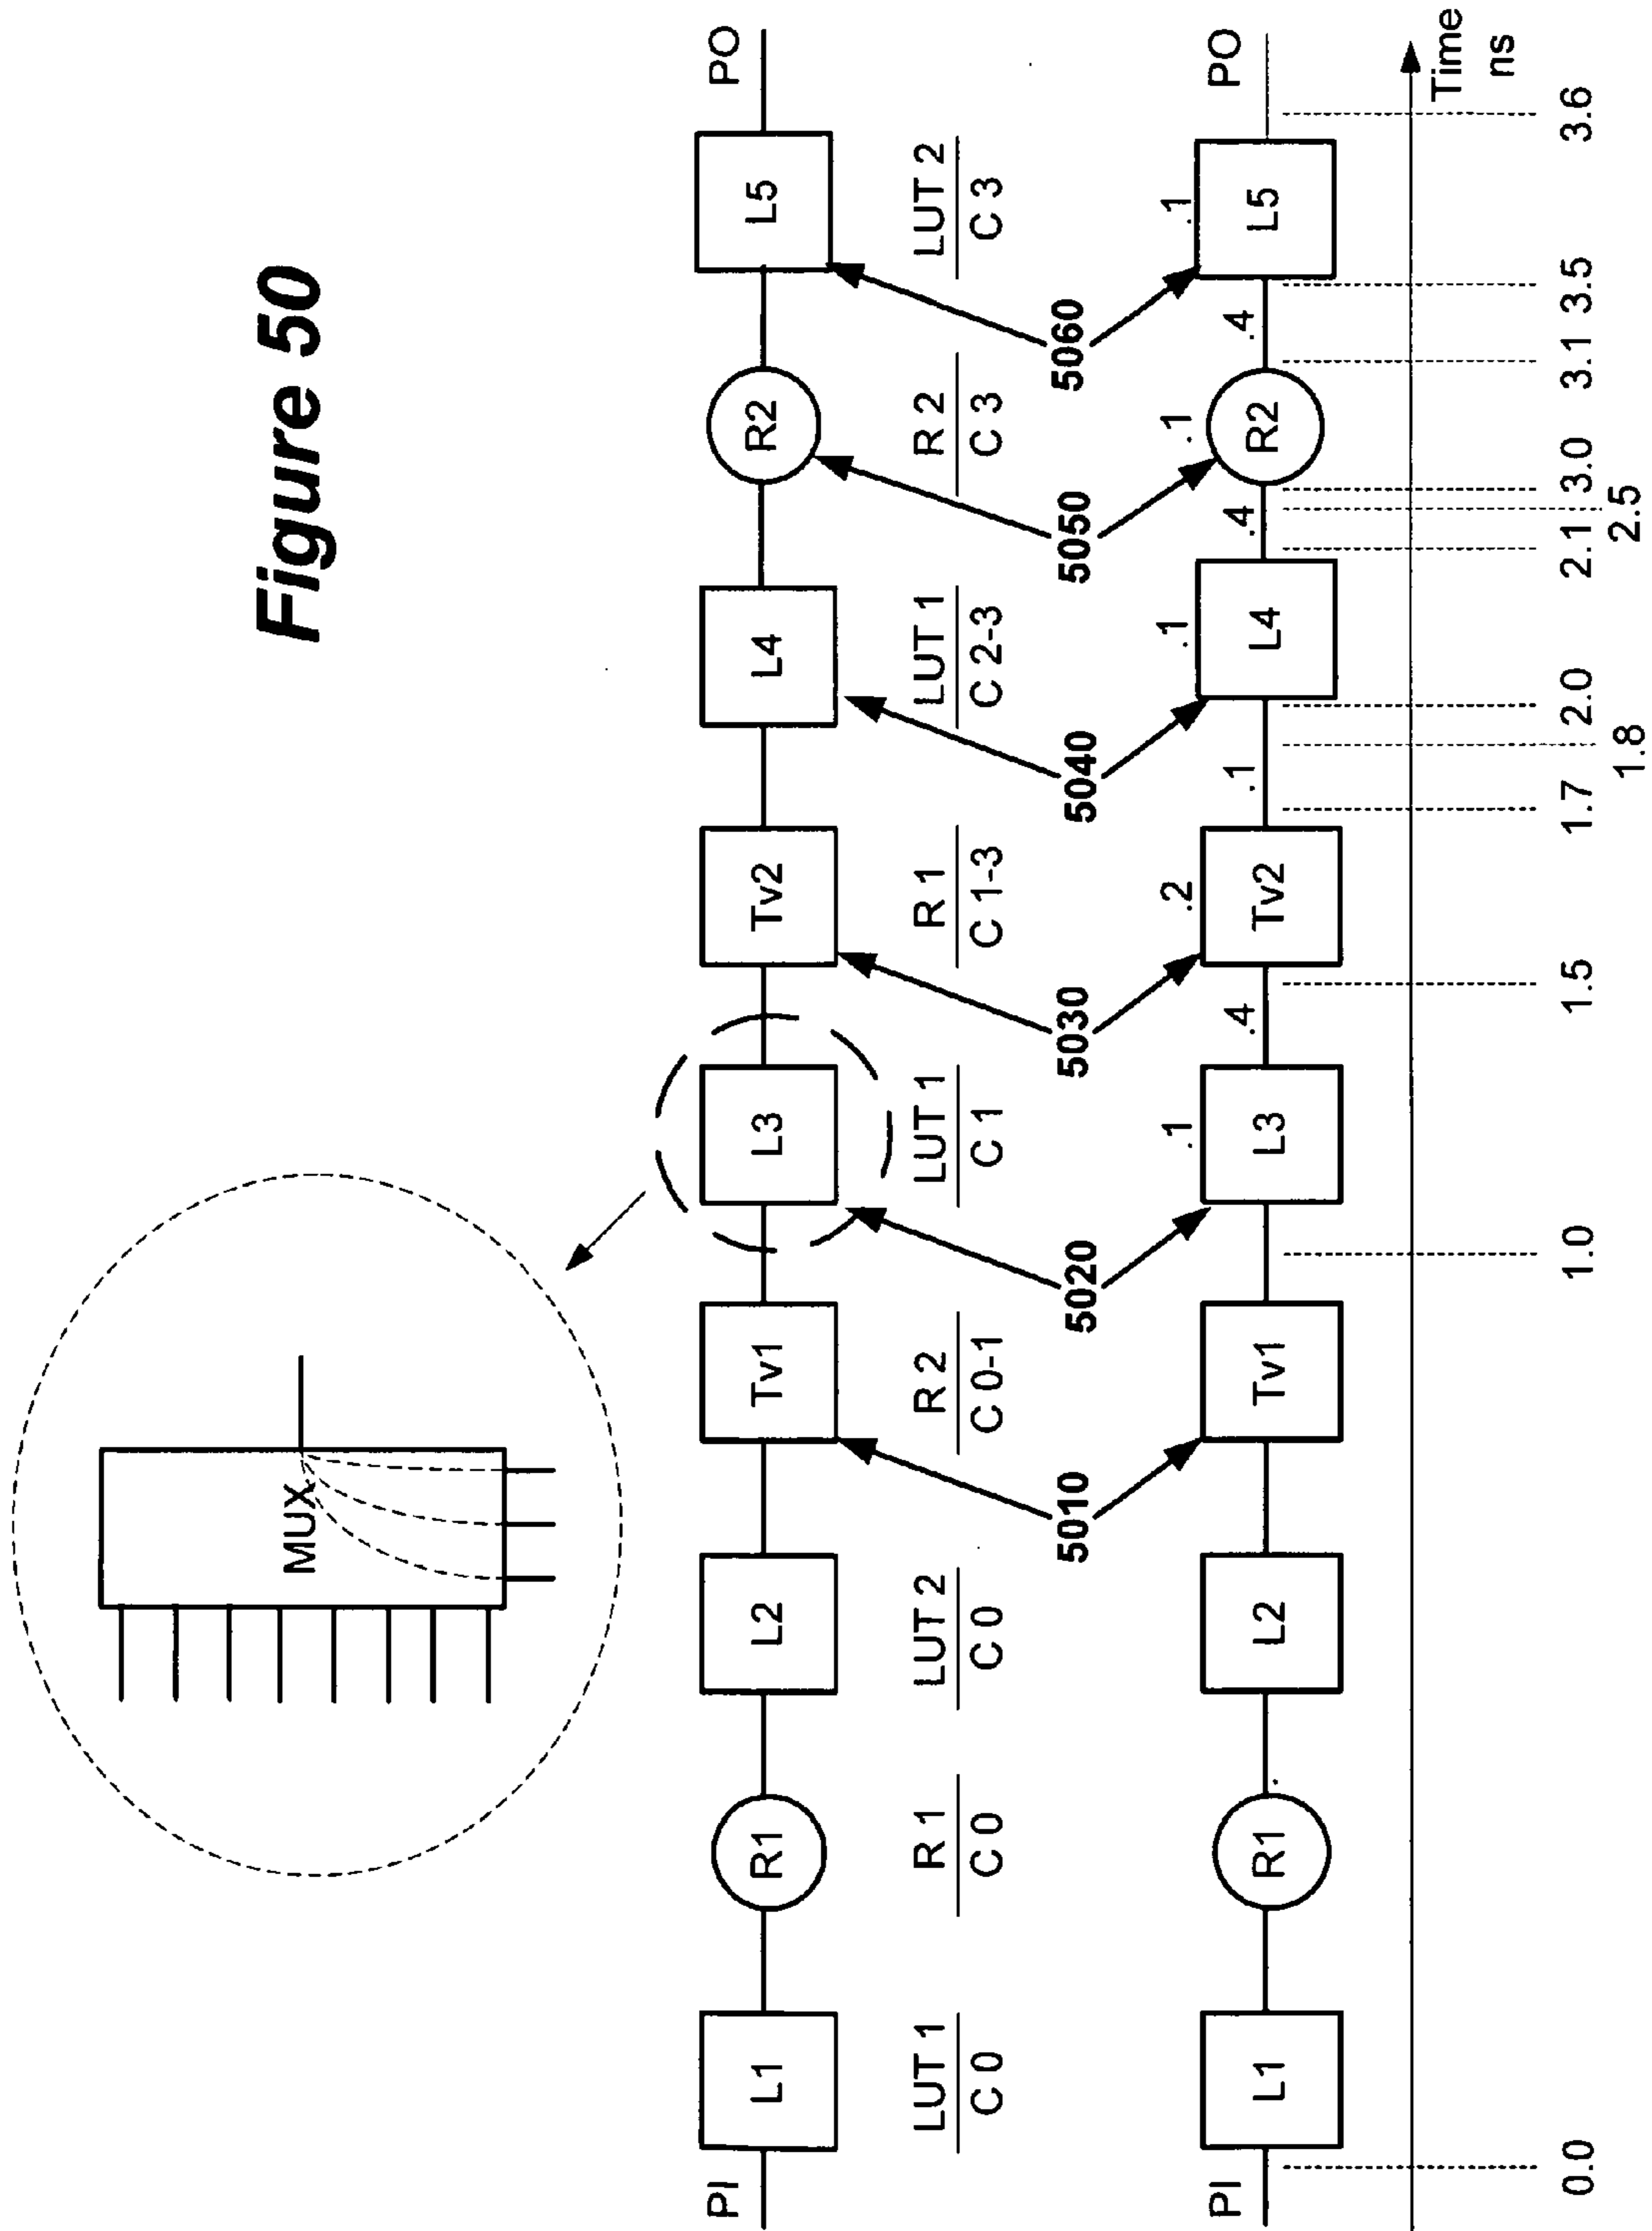 Figure 50
MUX
PI L1 R1 L2 Tv1 L3 Tv2 L4 R2 L5 PO
LUT 1 R 1 LUT 2 R 2 LUT 1 R 1 LUT 1 R 2 LUT 2
C 0 C 0 C 0 C 0-1 C 1 C 1-3 C 2-3 C 3 C 3
5010 5020 5030 5040 5050 5060
.1 .4 .2 .1 .1 .4 .1 .4 .1
PI L1 R1 L2 Tv1 L3 Tv2 L4 R2 L5 PO
Time
ns
0.0 1.0 1.5 1.7 2.0 2.1 3.0 3.1 3.5 3.6
1.8 2.5